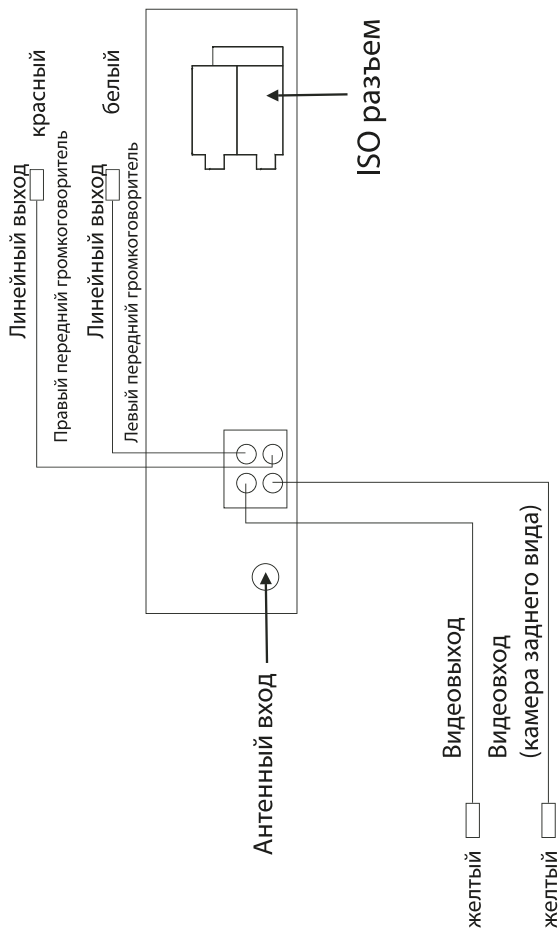 Линейный выход
красный
Правый передний громкоговоритель
Линейный выход
белый
Левый передний громкоговоритель
ISO разъем
Антенный вход
Видеовыход
желтый
Видеовход
(камера заднего вида)
желтый